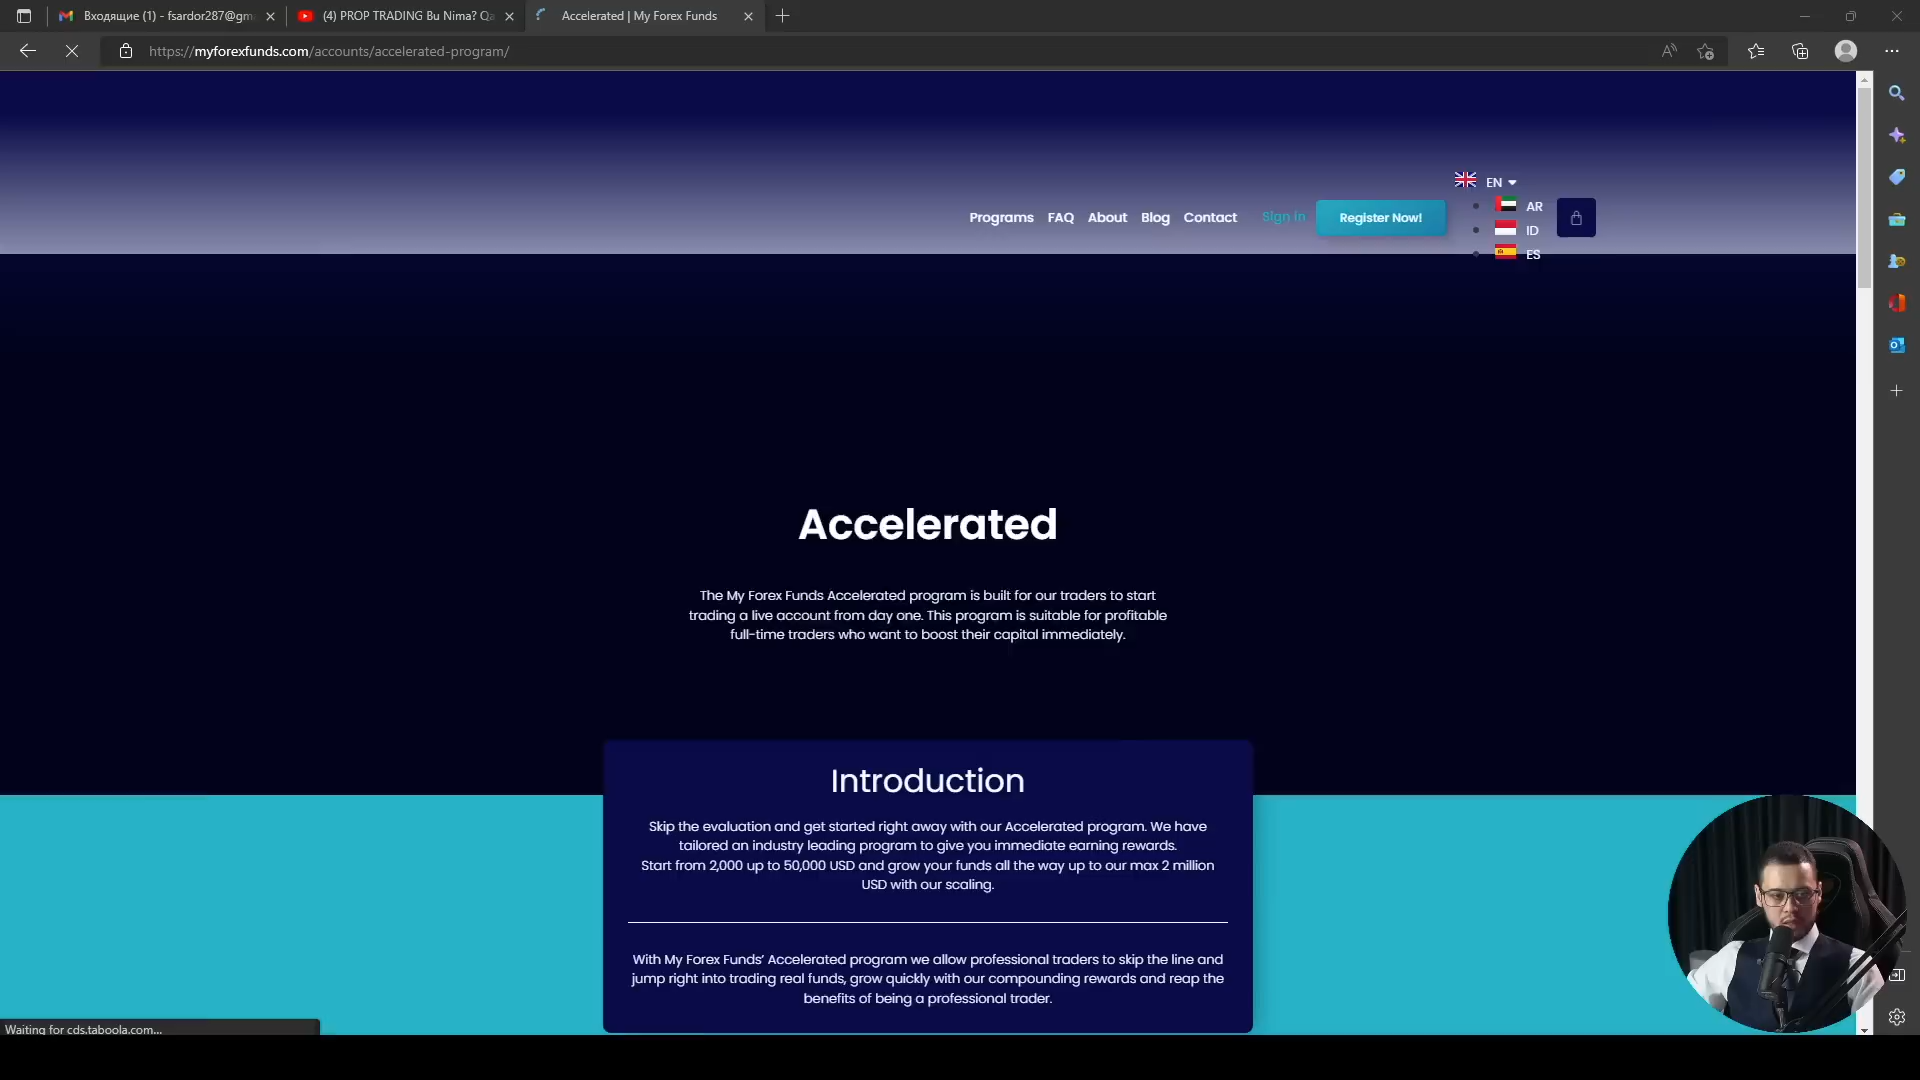 Входящие (1) - fsardor287@gm
(4) PROP TRADING Bu Nima? Qa
Accelerated | My Forex Funds
https://myforexfunds.com/accounts/accelerated-program/
EN
Programs FAQ About Blog Contact Sign In Register Now!
AR
ID
ES
Accelerated
The My Forex Funds Accelerated program is built for our traders to start
trading a live account from day one. This program is suitable for profitable
full-time traders who want to boost their capital immediately.
Introduction
Skip the evaluation and get started right away with our Accelerated program. We have
tailored an industry leading program to give you immediate earning rewards.
Start from 2,000 up to 50,000 USD and grow your funds all the way up to our max 2 million
USD with our scaling.
With My Forex Funds’ Accelerated program we allow professional traders to skip the line and
jump right into trading real funds, grow quickly with our compounding rewards and reap the
benefits of being a professional trader.
Waiting for cds.taboola.com...